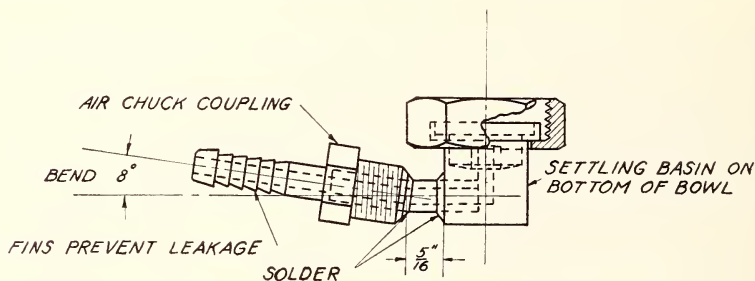 AIR CHUCK COUPLING
BEND 8°
SETTLING BASIN ON
BOTTOM OF BOWL
FINS PREVENT LEAKAGE
SOLDER
5/16"